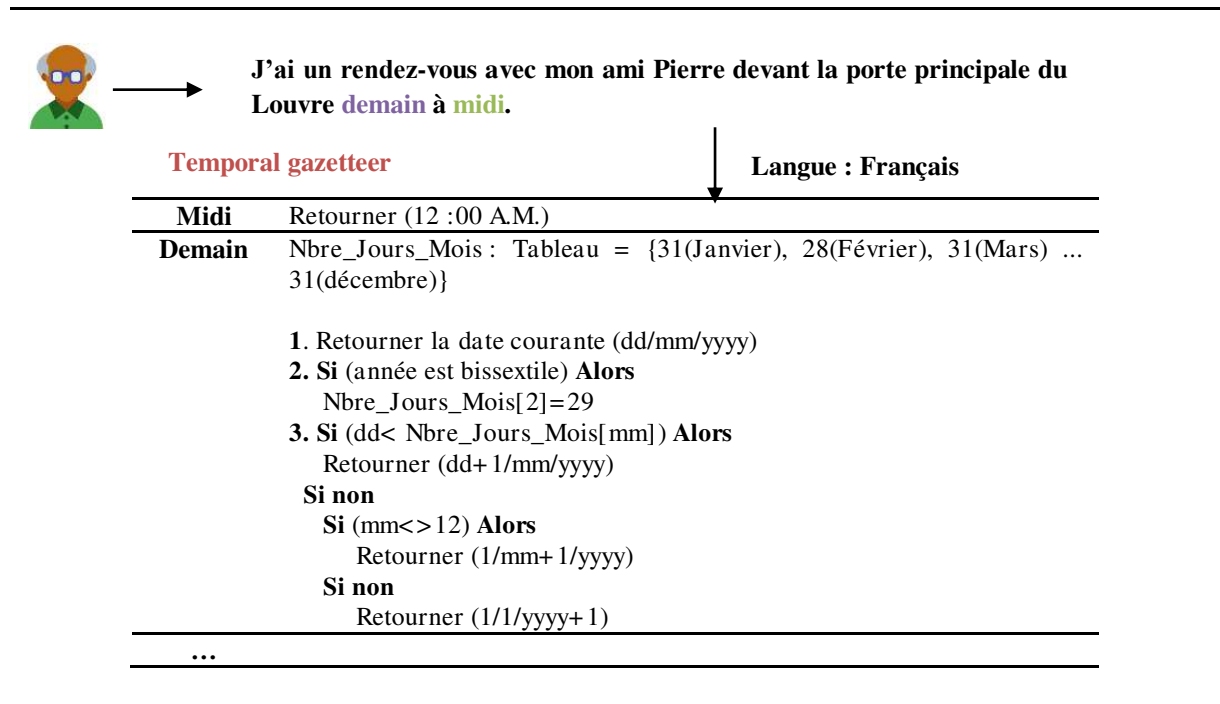 J’ai un rendez-vous avec mon ami Pierre devant la porte principale du
Louvre demain à midi.
Temporal gazetteer
Langue : Français
Midi Retourner (12 :00 A.M.)
Demain Nbre_Jours_Mois : Tableau = {31(Janvier), 28(Février), 31(Mars) ...
31(décembre)}
1. Retourner la date courante (dd/mm/yyyy)
2. Si (année est bissextile) Alors
Nbre_Jours_Mois[2]=29
3. Si (dd< Nbre_Jours_Mois[mm]) Alors
Retourner (dd+1/mm/yyyy)
Si non
Si (mm<>12) Alors
Retourner (1/mm+1/yyyy)
Si non
Retourner (1/1/yyyy+1)
…